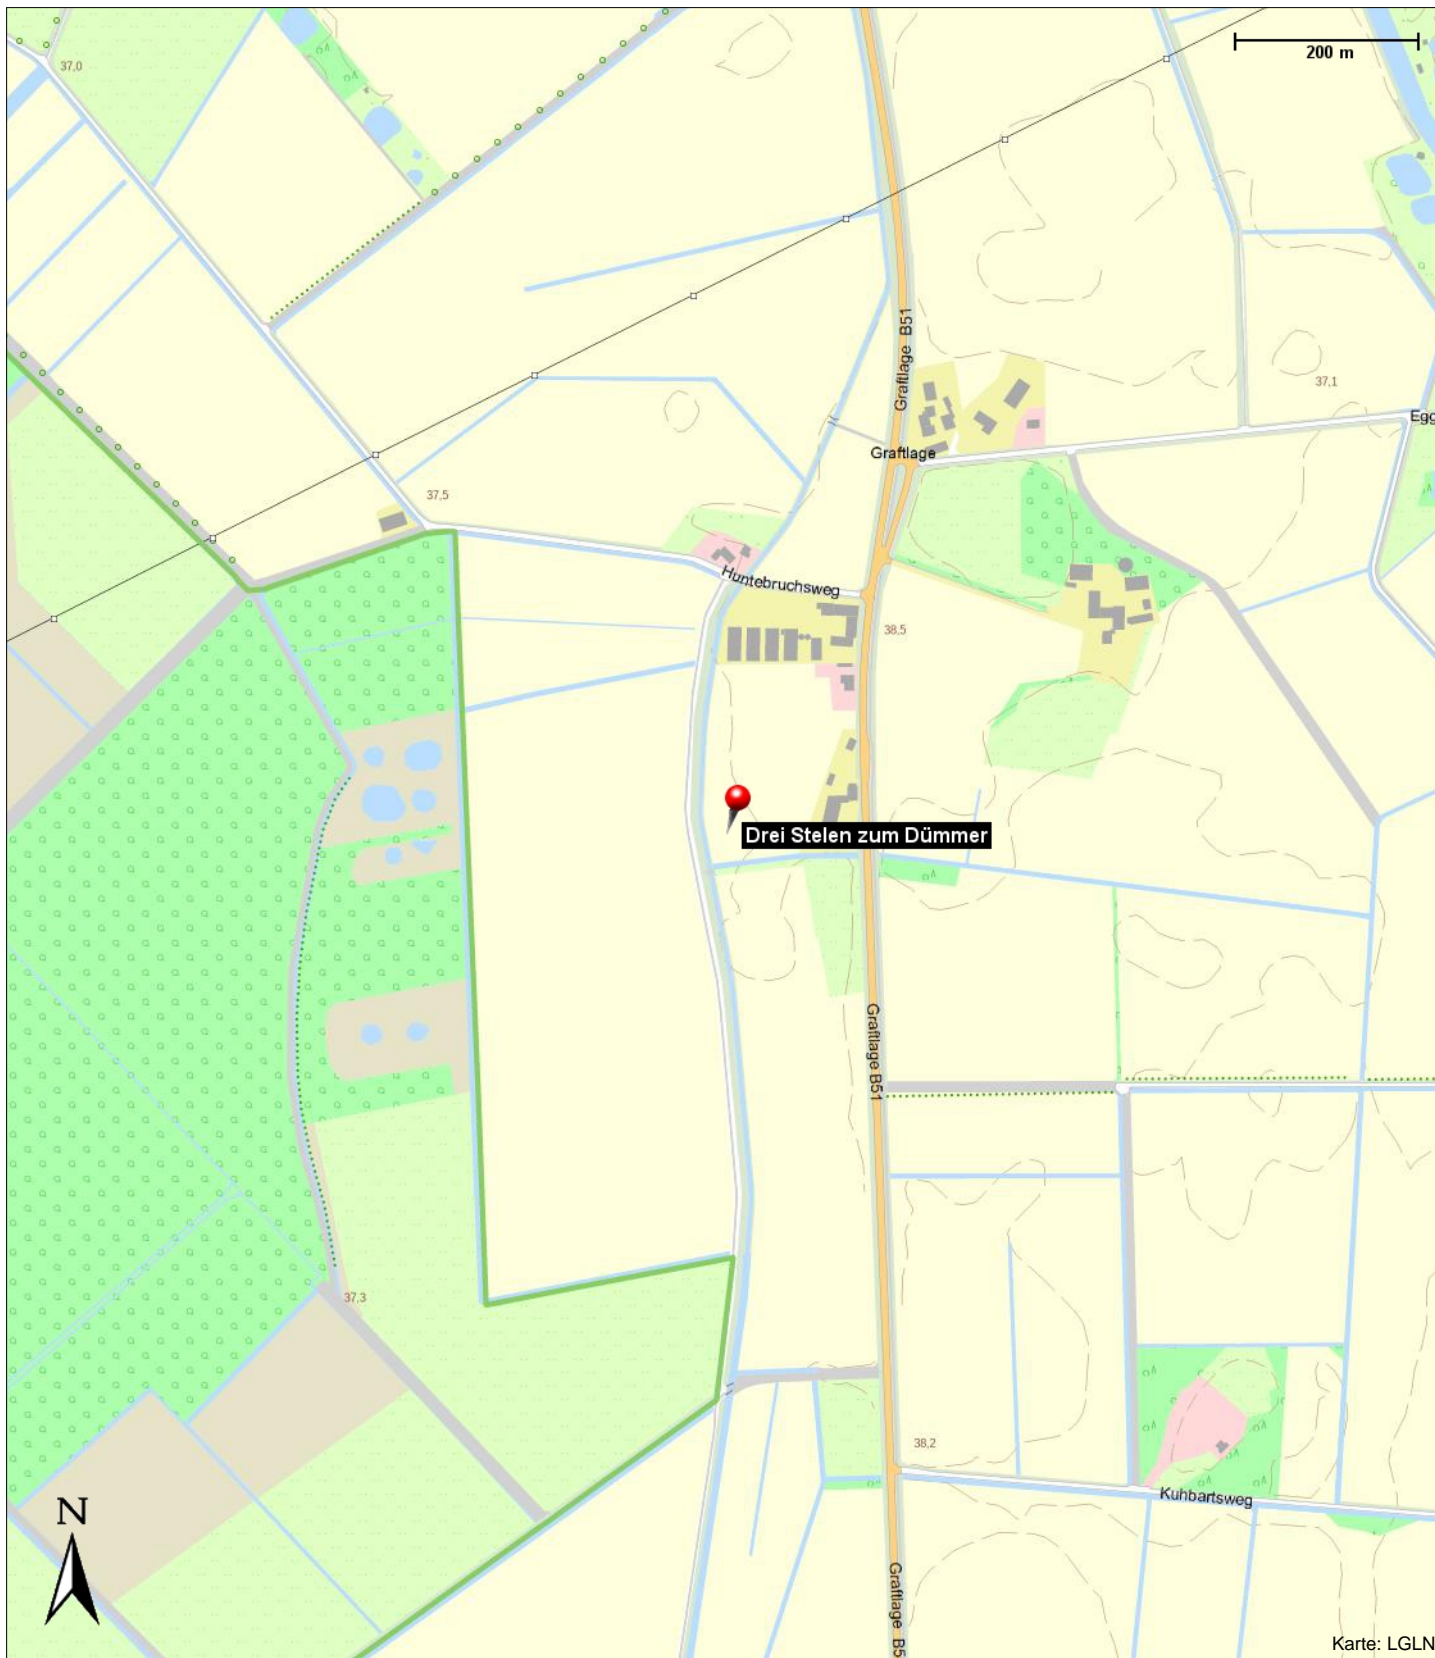 37,0
200 m
Graftlage B51
37,1
Egg
Graftlage
37,5
Huntebruchsweg
38,5
Drei Stelen zum Dümmer
Graftlage B51
37,3
38,2
Kuhbartsweg
N
Graftlage B5
Karte: LGLN